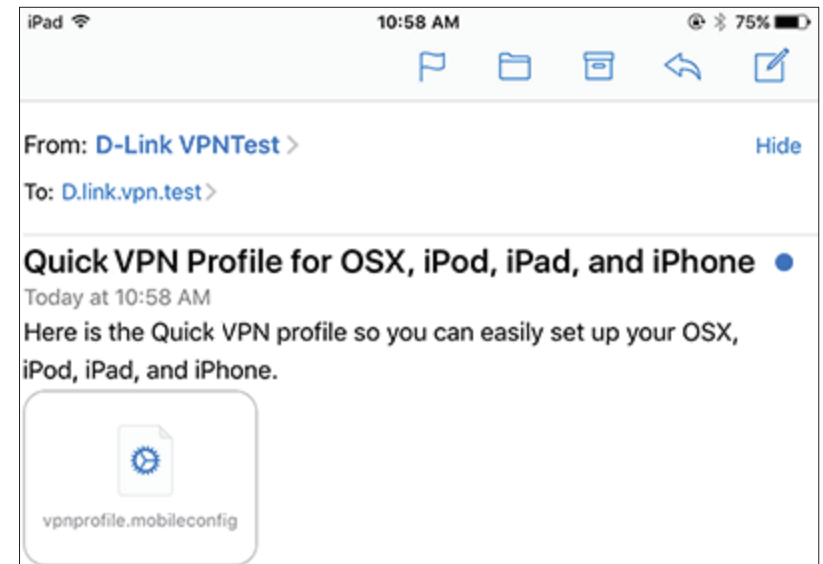 iPad 10:58 AM 75%
From: D-Link VPNTest
Hide
To: D.link.vpn.test
Quick VPN Profile for OSX, iPod, iPad, and iPhone
Today at 10:58 AM
Here is the Quick VPN profile so you can easily set up your OSX,
iPod, iPad, and iPhone.
vpnprofile.mobileconfig